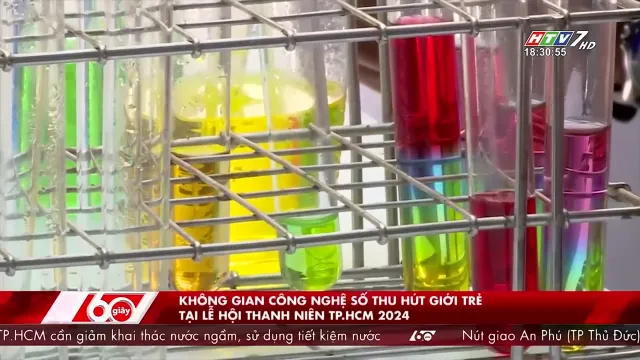 HTV7 HD
18:30:55
60 giây
KHÔNG GIAN CÔNG NGHỆ SỐ THU HÚT GIỚI TRẺ
TẠI LỄ HỘI THANH NIÊN TP.HCM 2024
TP.HCM cần giảm khai thác nước ngầm, sử dụng tiết kiệm nước 60 Nút giao An Phú (TP Thủ Đức)